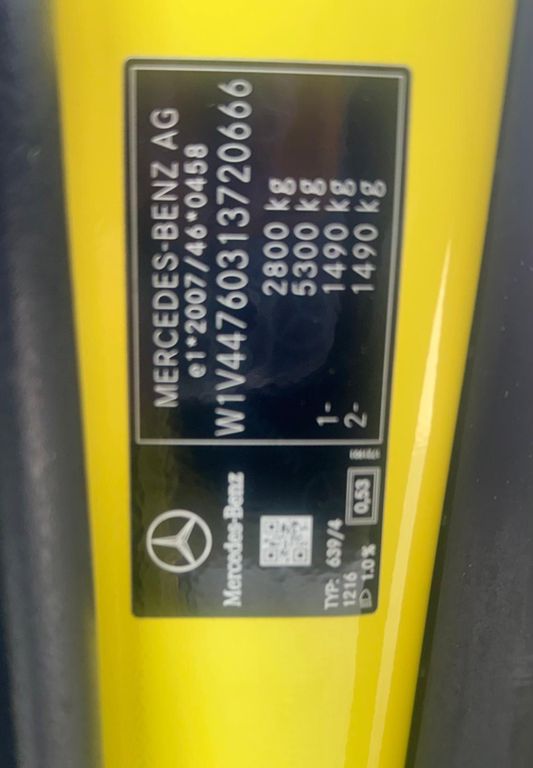 MERCEDES-BENZ AG
e1*2007/46*0458
W1V44760313720666
2800 kg
5300 kg
1- 1490 kg
2- 1490 kg
Mercedes-Benz
TYP: 639/4
1216
1.0%
0,53